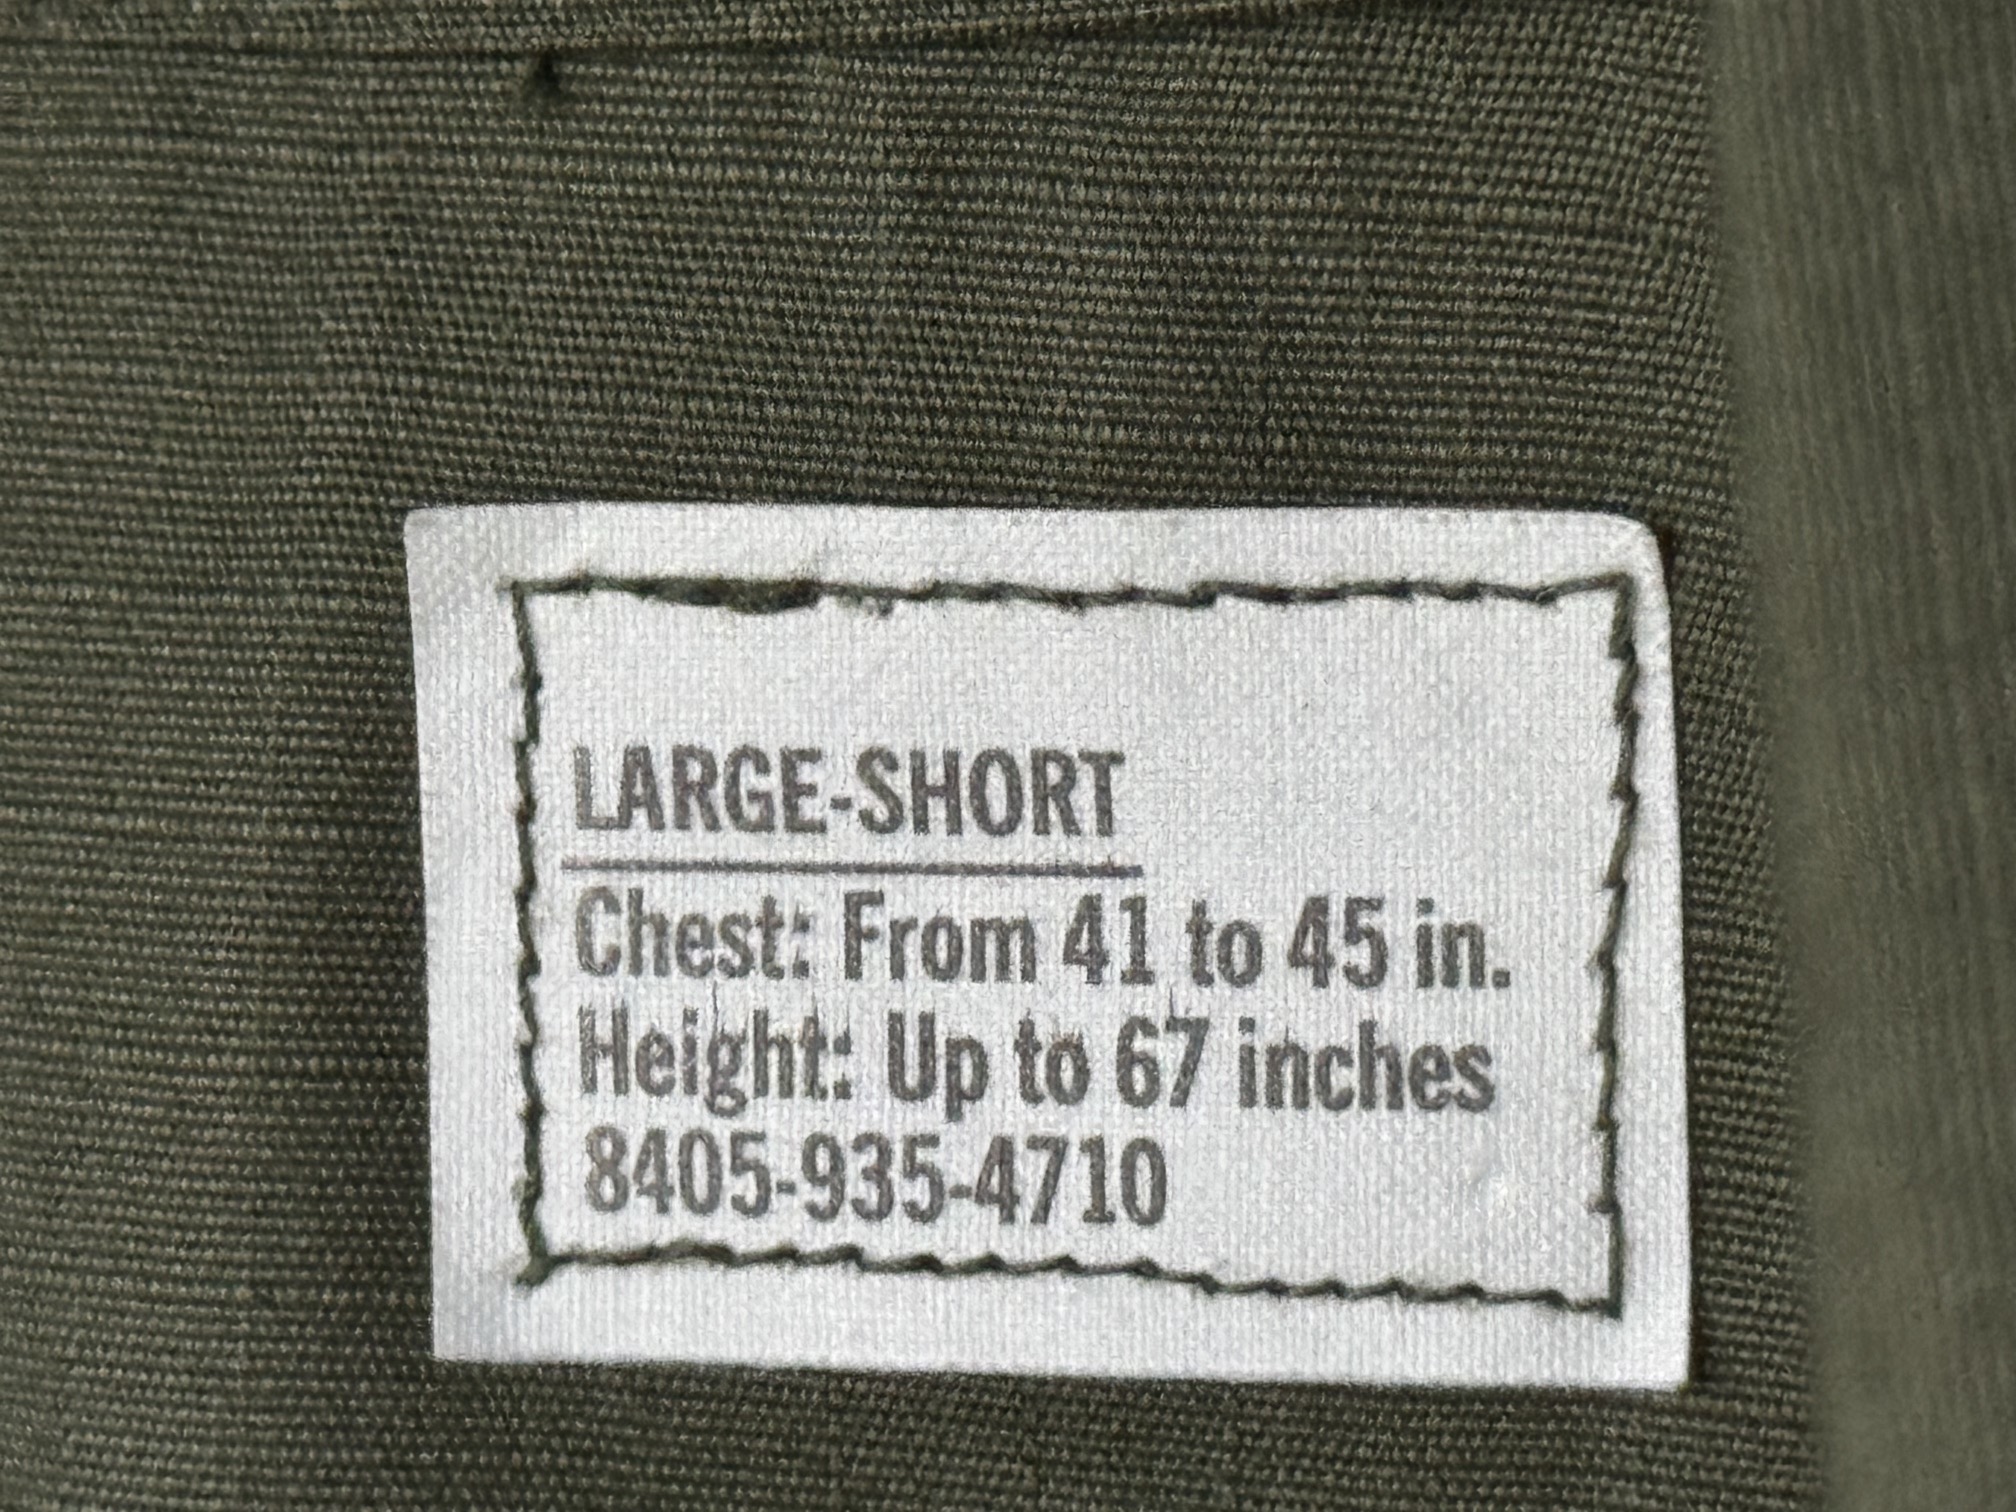 LARGE-SHORT
Chest: From 41 to 45 in.
Height: Up to 67 inches
8405-935-4710